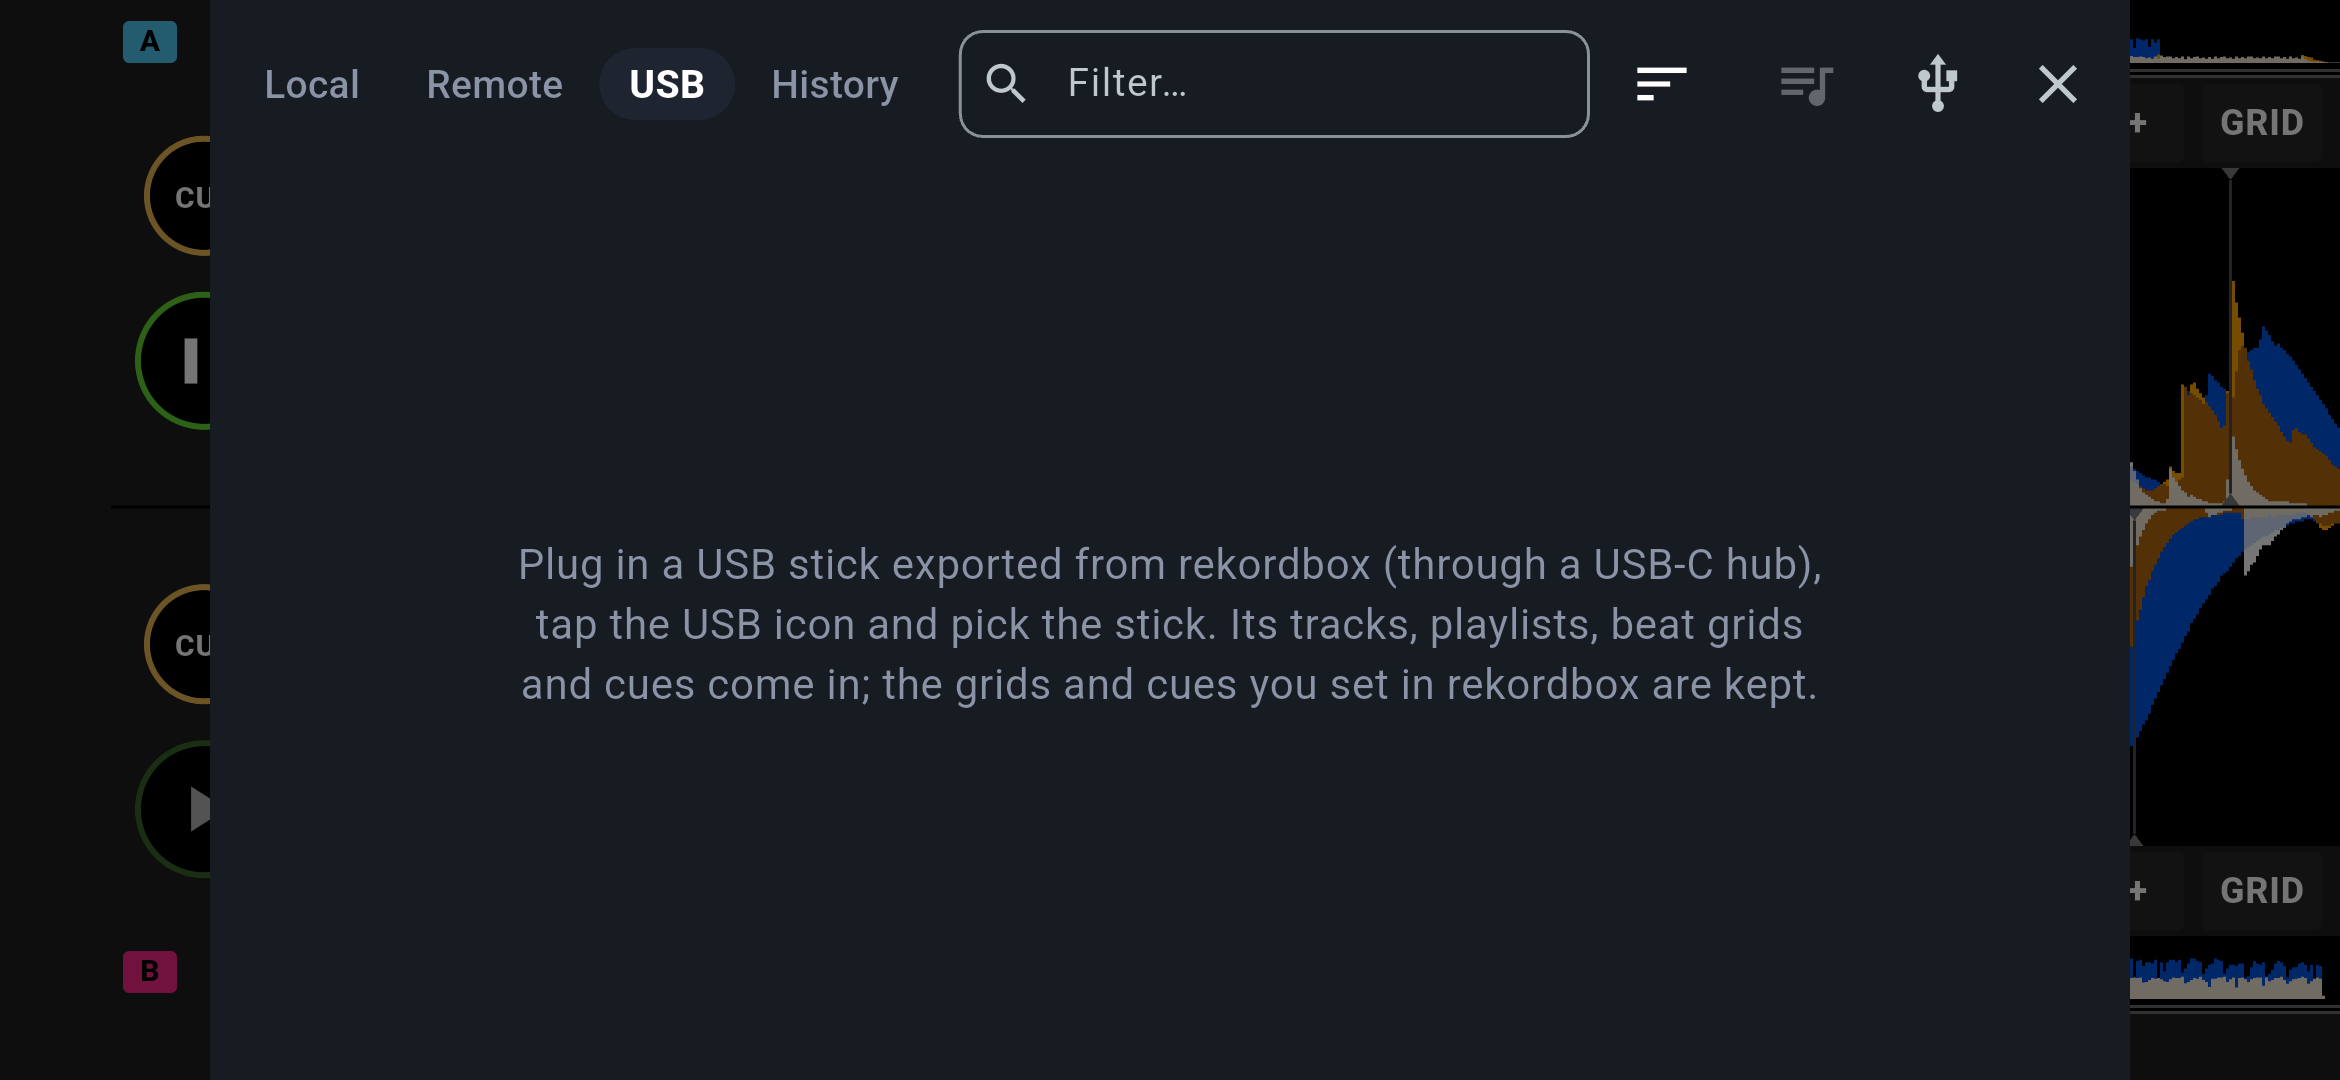 A
Local Remote USB History Filter...
+ GRID
CU
Plug in a USB stick exported from rekordbox (through a USB-C hub),
tap the USB icon and pick the stick. Its tracks, playlists, beat grids
and cues come in; the grids and cues you set in rekordbox are kept.
CU
+ GRID
B